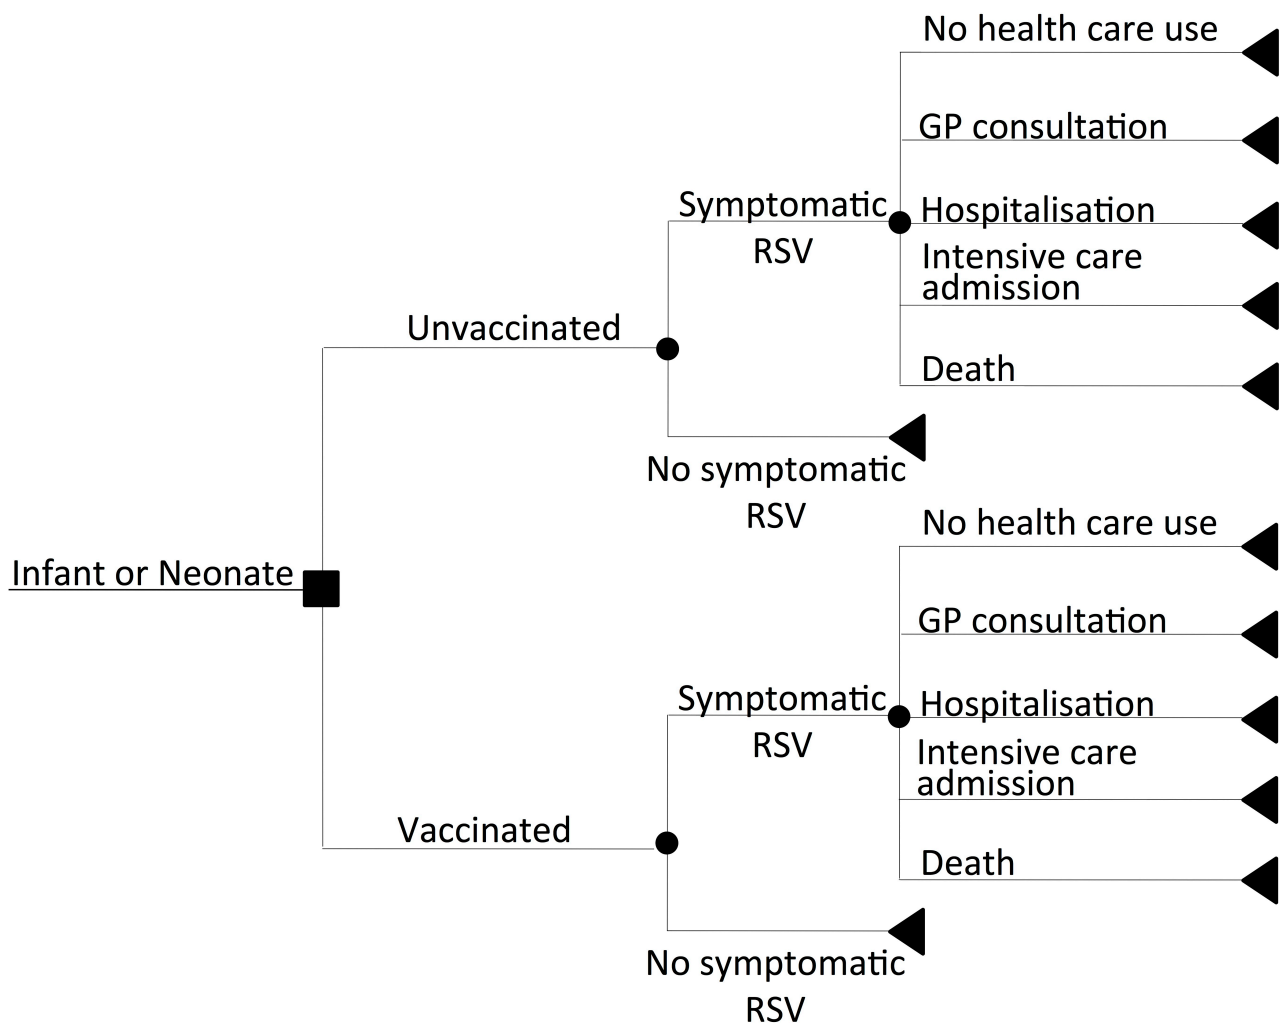 No health care use
GP consultation
Symptomatic
RSV
Hospitalisation
Intensive care
admission
Unvaccinated
Death
No symptomatic
RSV
No health care use
Infant or Neonate
GP consultation
Symptomatic
RSV
Hospitalisation
Intensive care
admission
Vaccinated
Death
No symptomatic
RSV